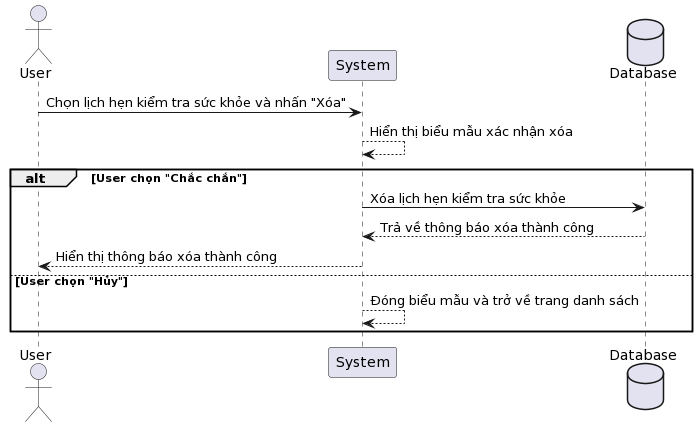 User
System
Database
Chọn lịch hẹn kiểm tra sức khỏe và nhấn "Xóa"
Hiển thị biểu mẫu xác nhận xóa
alt
[User chọn "Chắc chắn"]
Xóa lịch hẹn kiểm tra sức khỏe
Trả về thông báo xóa thành công
Hiển thị thông báo xóa thành công
[User chọn "Hủy"]
Đóng biểu mẫu và trở về trang danh sách
User
System
Database